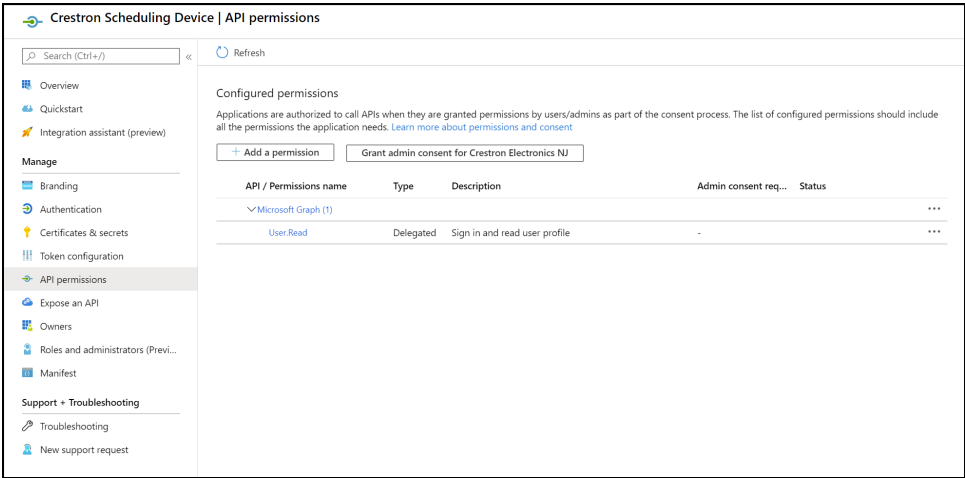 Crestron Scheduling Device | API permissions
Search (Ctrl+/)
«
Refresh
Overview
Quickstart
Integration assistant (preview)
Manage
Branding
Authentication
Certificates & secrets
Token configuration
API permissions
Expose an API
Owners
Roles and administrators (Previ...
Manifest
Support + Troubleshooting
Troubleshooting
New support request
Configured permissions
Applications are authorized to call APIs when they are granted permissions by users/admins as part of the consent process. The list of configured permissions should include
all the permissions the application needs. Learn more about permissions and consent
+ Add a permission Grant admin consent for Crestron Electronics NJ
API / Permissions name Type Description Admin consent req... Status
Microsoft Graph (1) ...
User.Read Delegated Sign in and read user profile - ...